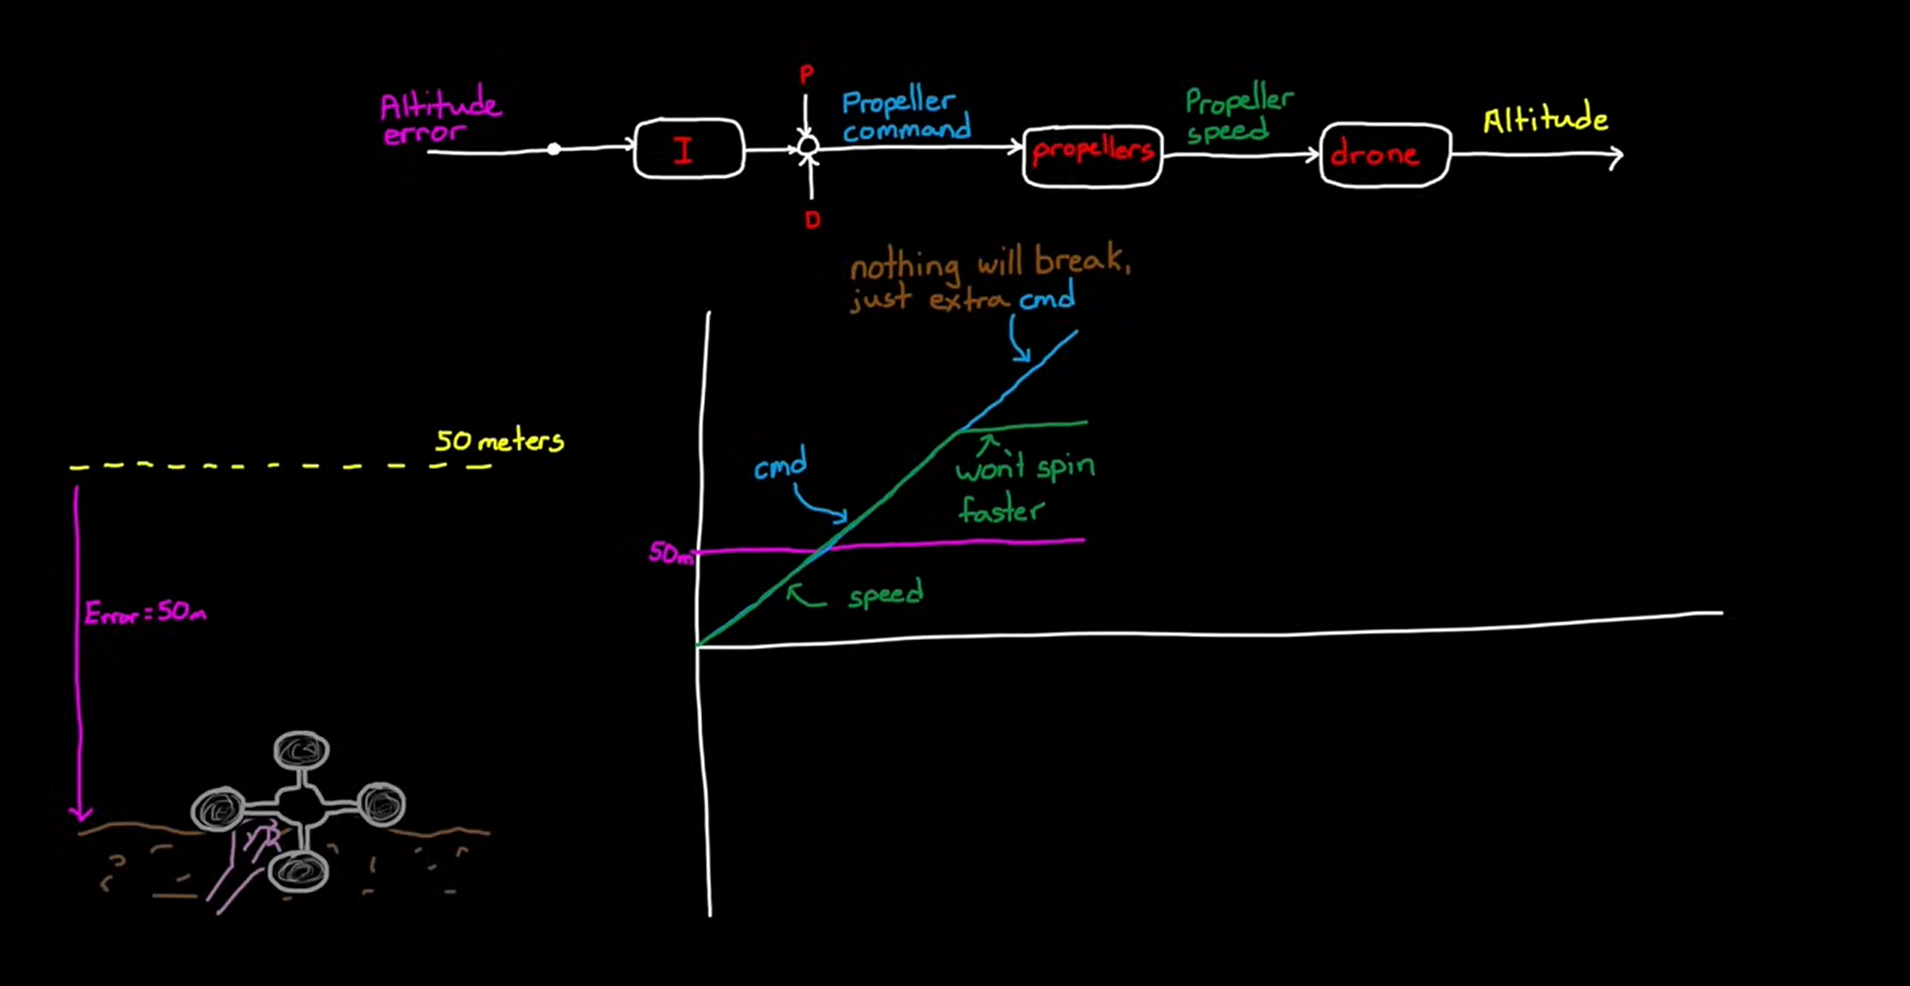 Altitude
error
I
P
D
Propeller
command
propellers
Propeller
speed
drone
Altitude
nothing will break,
just extra cmd
50 meters
cmd
won't spin
faster
50m
speed
Error = 50m